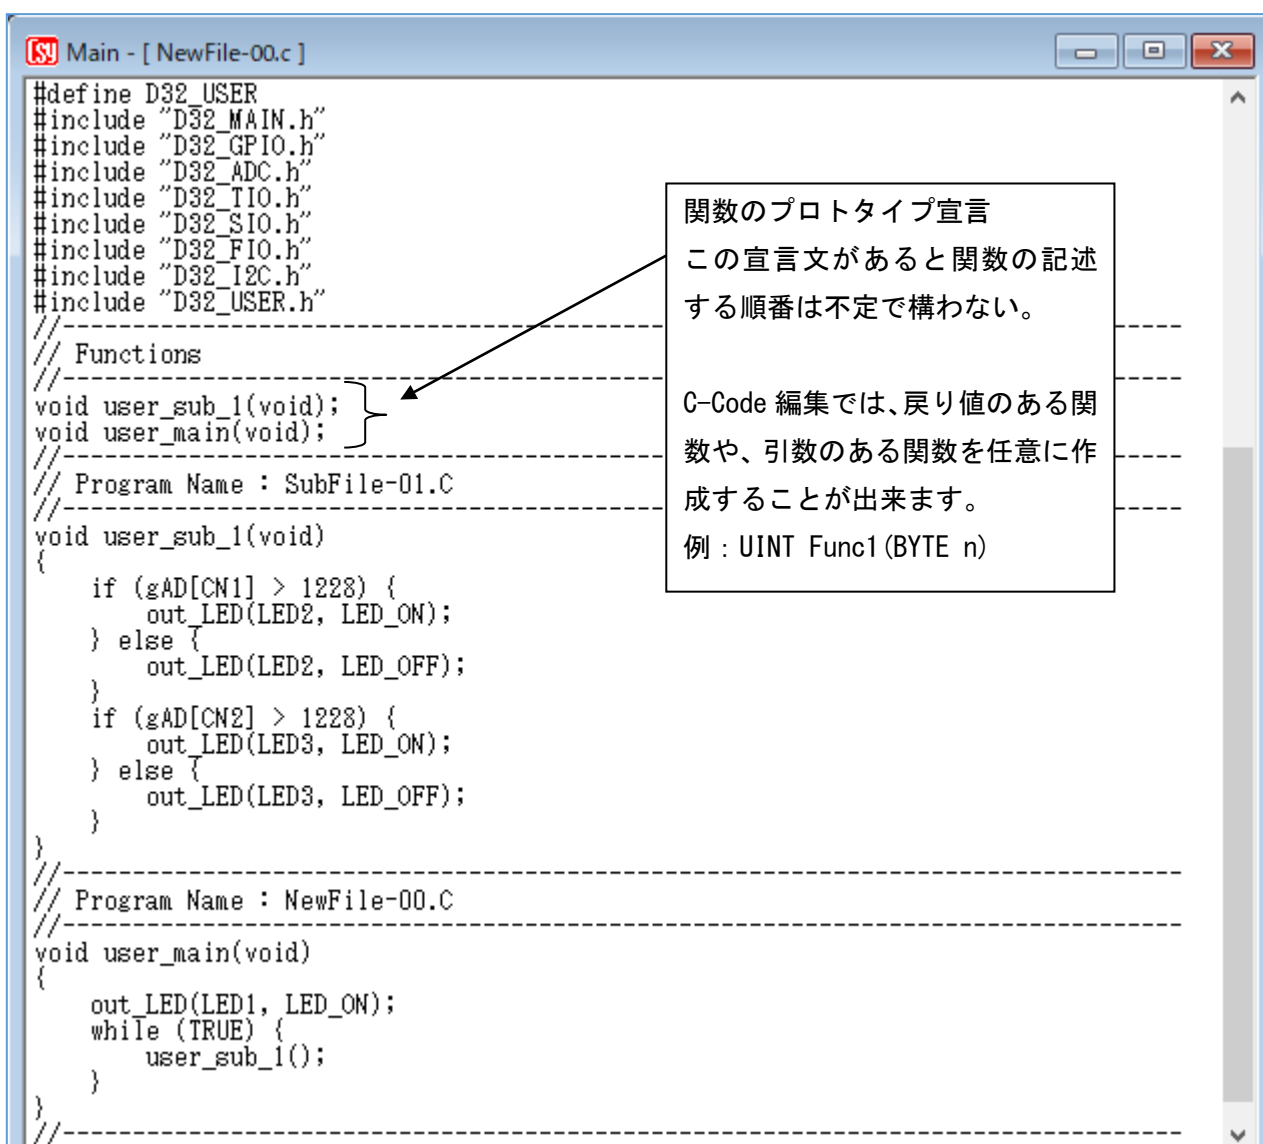 Main - [ NewFile-00.c ]
#define D32_USER
#include "D32_MAIN.h"
#include "D32_GPIO.h"
#include "D32_ADC.h"
#include "D32_TIO.h"
#include "D32_SIO.h"
#include "D32_FIO.h"
#include "D32_I2C.h"
#include "D32_USER.h"
//--------------------------------------------------------------------------------
// Functions
//--------------------------------------------------------------------------------
void user_sub_1(void);
void user_main(void);
//--------------------------------------------------------------------------------
// Program Name : SubFile-01.C
//--------------------------------------------------------------------------------
void user_sub_1(void)
{
    if (gAD[CN1] > 1228) {
        out_LED(LED2, LED_ON);
    } else {
        out_LED(LED2, LED_OFF);
    }
    if (gAD[CN2] > 1228) {
        out_LED(LED3, LED_ON);
    } else {
        out_LED(LED3, LED_OFF);
    }
}
//--------------------------------------------------------------------------------
// Program Name : NewFile-00.C
//--------------------------------------------------------------------------------
void user_main(void)
{
    out_LED(LED1, LED_ON);
    while (TRUE) {
        user_sub_1();
    }
}
//--------------------------------------------------------------------------------
関数のプロトタイプ宣言
この宣言文があると関数の記述
する順番は不定で構わない。
C-Code 編集では、戻り値のある関
数や、引数のある関数を任意に作
成することが出来ます。
例：UINT Func1(BYTE n)